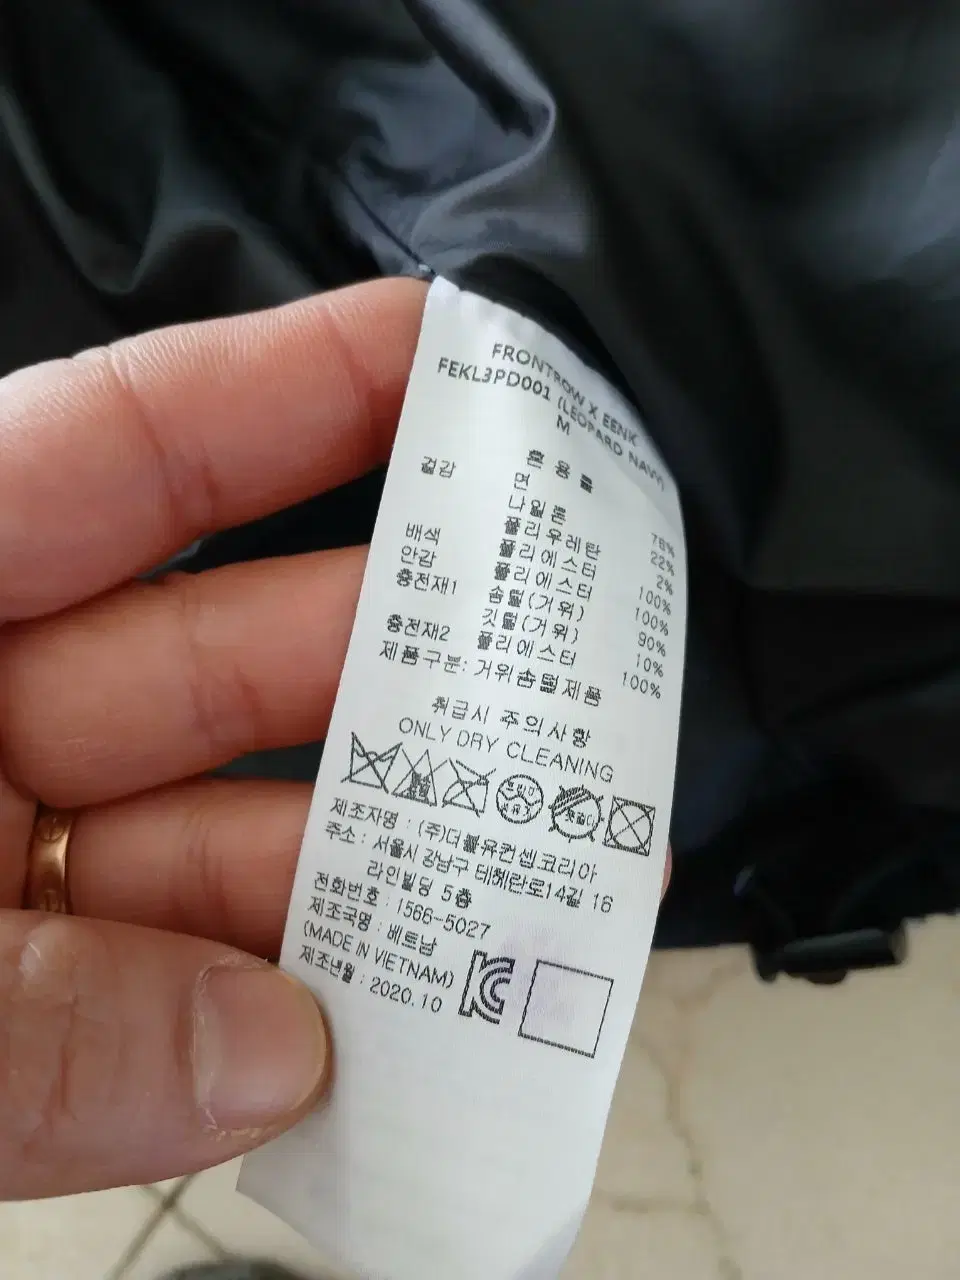 FRONTROW X EENK
FEKL3PD001 (LEOPARD NAVY)
M
혼 용 률
겉감 면
나일론 22%
폴리우레탄 2%
배색 폴리에스터 100%
안감 폴리에스터 100%
충전재1 솜털(거위) 90%
깃털(거위) 10%
충전재2 폴리에스터 100%
제품구분: 거위솜털제품
취급시 주의사항
ONLY DRY CLEANING
제조자명 : (주)더블유컨셉코리아
주소 : 서울시 강남구 테헤란로14길 16
라인빌딩 5층
전화번호 : 1566-5027
제조국명 : 베트남
(MADE IN VIETNAM)
제조년월 : 2020.10